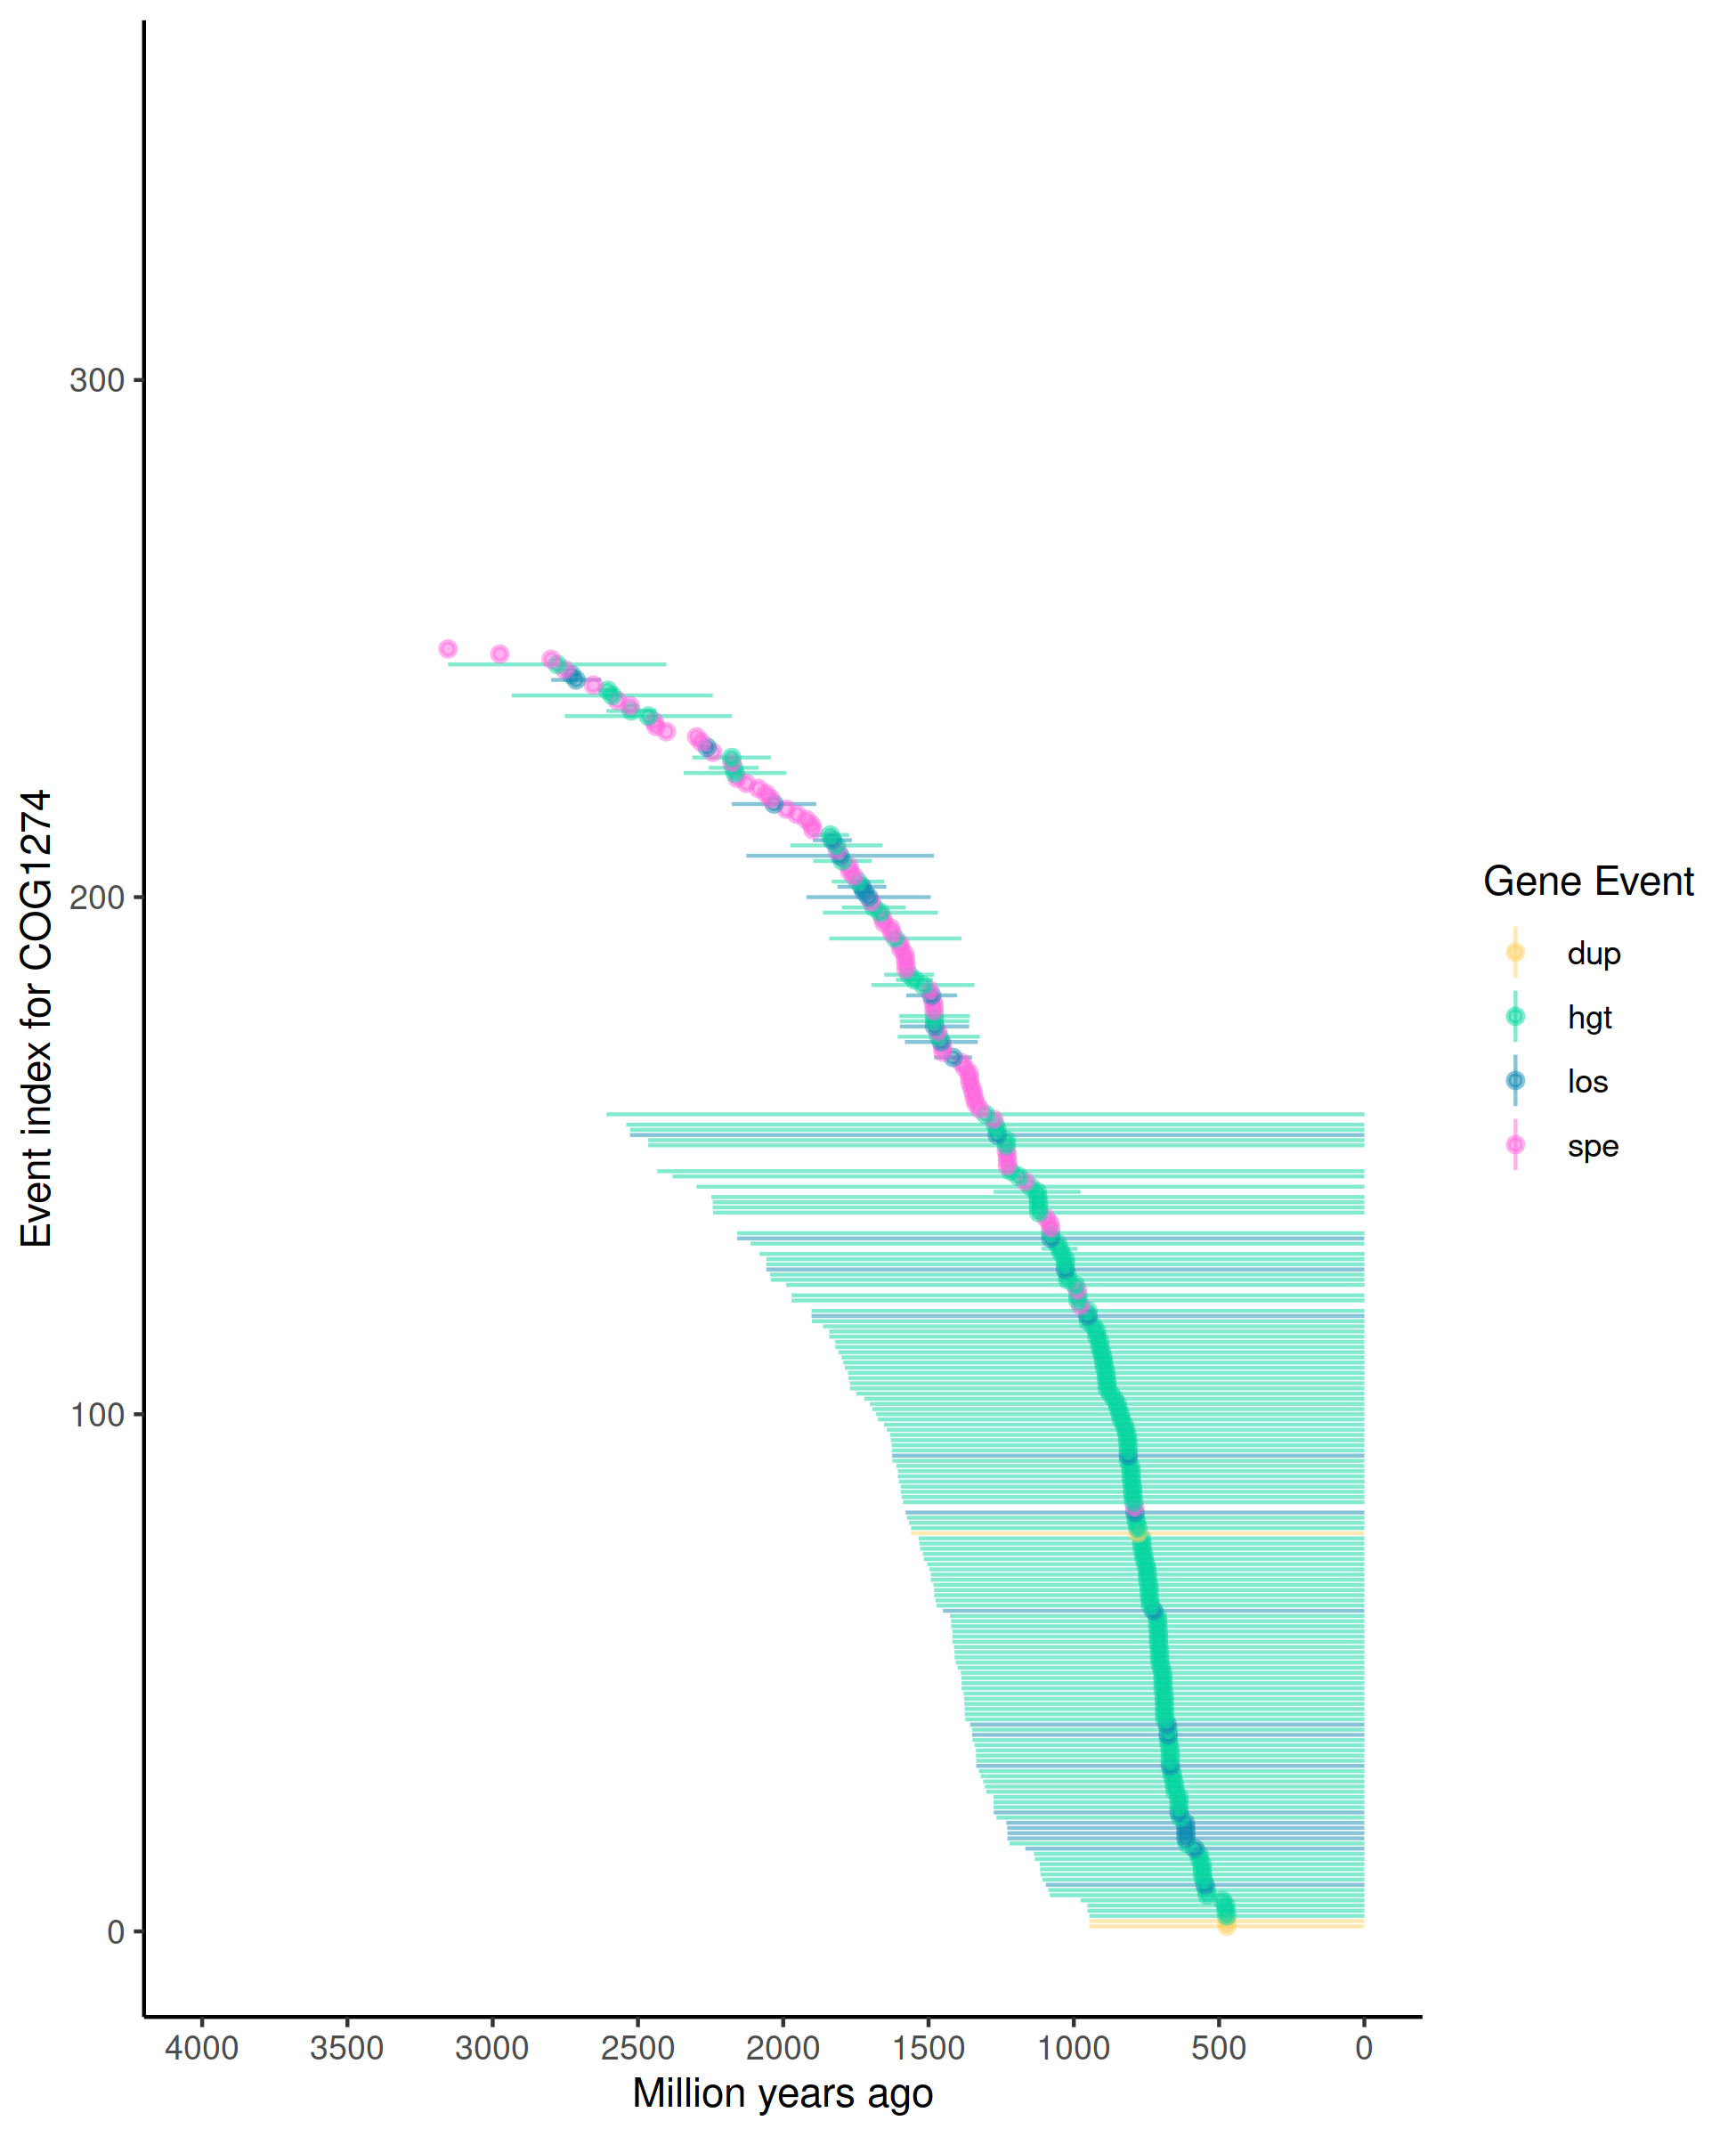 Event index for COG1274
300
200
100
0
4000 3500 3000 2500 2000 1500 1000 500 0
Million years ago
Gene Event
dup
hgt
los
spe